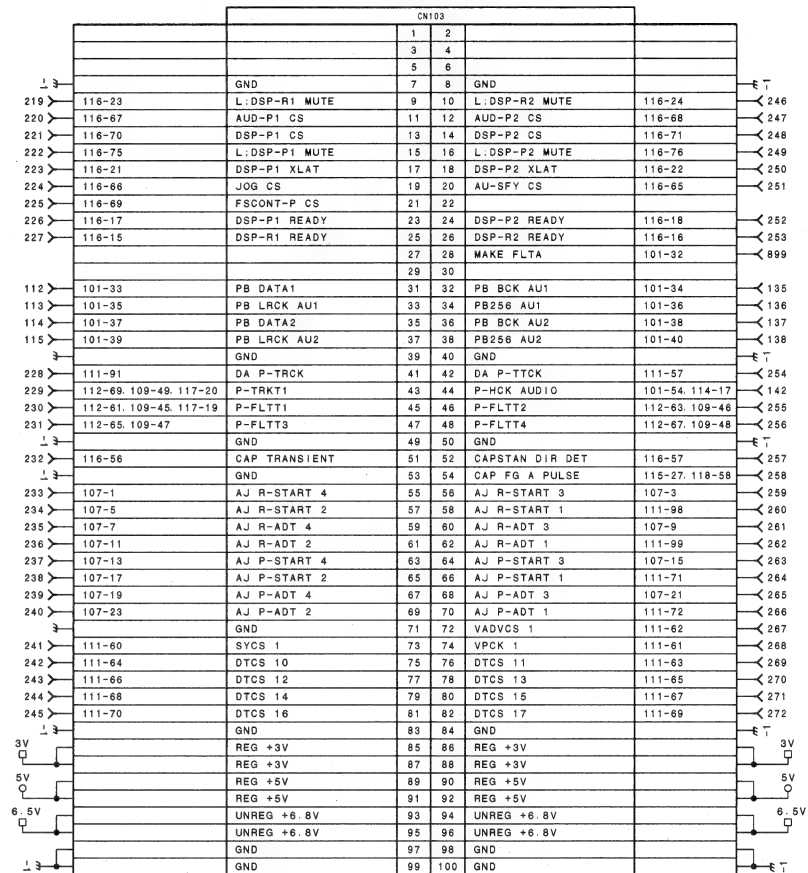 CN103
1 2
3 4
5 6
GND 7 8 GND
219 116-23 L:DSP-R1 MUTE 9 10 L:DSP-R2 MUTE 116-24 246
220 116-67 AUD-P1 CS 11 12 AUD-P2 CS 116-68 247
221 116-70 DSP-P1 CS 13 14 DSP-P2 CS 116-71 248
222 116-75 L:DSP-P1 MUTE 15 16 L:DSP-P2 MUTE 116-76 249
223 116-21 DSP-P1 XLAT 17 18 DSP-P2 XLAT 116-22 250
224 116-66 JOG CS 19 20 AU-SFY CS 116-65 251
225 116-69 FSCONT-P CS 21 22
226 116-17 DSP-P1 READY 23 24 DSP-P2 READY 116-18 252
227 116-15 DSP-R1 READY 25 26 DSP-R2 READY 116-16 253
27 28 MAKE FLTA 101-32 899
29 30
112 101-33 PB DATA1 31 32 PB BCK AU1 101-34 135
113 101-35 PB LRCK AU1 33 34 PB256 AU1 101-36 136
114 101-37 PB DATA2 35 36 PB BCK AU2 101-38 137
115 101-39 PB LRCK AU2 37 38 PB256 AU2 101-40 138
GND 39 40 GND
228 111-91 DA P-TRCK 41 42 DA P-TTCK 111-57 254
229 112-69. 109-49. 117-20 P-TRKT1 43 44 P-HCK AUDIO 101-54. 114-17 142
230 112-61. 109-45. 117-19 P-FLTT1 45 46 P-FLTT2 112-63. 109-46 255
231 112-65. 109-47 P-FLTT3 47 48 P-FLTT4 112-67. 109-48 256
GND 49 50 GND
232 116-56 CAP TRANSIENT 51 52 CAPSTAN DIR DET 116-57 257
GND 53 54 CAP FG A PULSE 115-27. 118-58 258
233 107-1 AJ R-START 4 55 56 AJ R-START 3 107-3 259
234 107-5 AJ R-START 2 57 58 AJ R-START 1 111-98 260
235 107-7 AJ R-ADT 4 59 60 AJ R-ADT 3 107-9 261
236 107-11 AJ R-ADT 2 61 62 AJ R-ADT 1 111-99 262
237 107-13 AJ P-START 4 63 64 AJ P-START 3 107-15 263
238 107-17 AJ P-START 2 65 66 AJ P-START 1 111-71 264
239 107-19 AJ P-ADT 4 67 68 AJ P-ADT 3 107-21 265
240 107-23 AJ P-ADT 2 69 70 AJ P-ADT 1 111-72 266
GND 71 72 VADVCS 1 111-62 267
241 111-60 SYCS 1 73 74 VPCK 1 111-61 268
242 111-64 DTCS 10 75 76 DTCS 11 111-63 269
243 111-66 DTCS 12 77 78 DTCS 13 111-65 270
244 111-68 DTCS 14 79 80 DTCS 15 111-67 271
245 111-70 DTCS 16 81 82 DTCS 17 111-69 272
GND 83 84 GND
3V REG +3V 85 86 REG +3V 3V
REG +3V 87 88 REG +3V
5V REG +5V 89 90 REG +5V 5V
REG +5V 91 92 REG +5V
6.5V UNREG +6.8V 93 94 UNREG +6.8V 6.5V
UNREG +6.8V 95 96 UNREG +6.8V
GND 97 98 GND
GND 99 100 GND